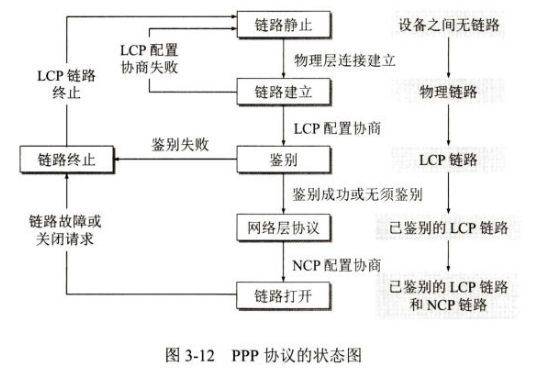 链路静止
设备之间无链路
LCP 配置
协商失败
物理层连接建立
LCP 链路
终止
链路建立
物理链路
LCP 配置协商
鉴别失败
链路终止
鉴别
LCP 链路
鉴别成功或无须鉴别
链路故障或
关闭请求
网络层协议
已鉴别的 LCP 链路
NCP 配置协商
链路打开
已鉴别的 LCP 链路
和 NCP 链路
图 3-12 PPP 协议的状态图